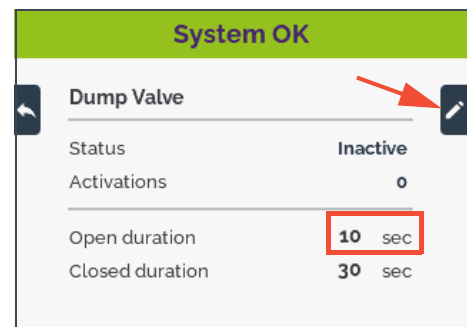 System OK
Dump Valve
Status Inactive
Activations 0
Open duration 10 sec
Closed duration 30 sec